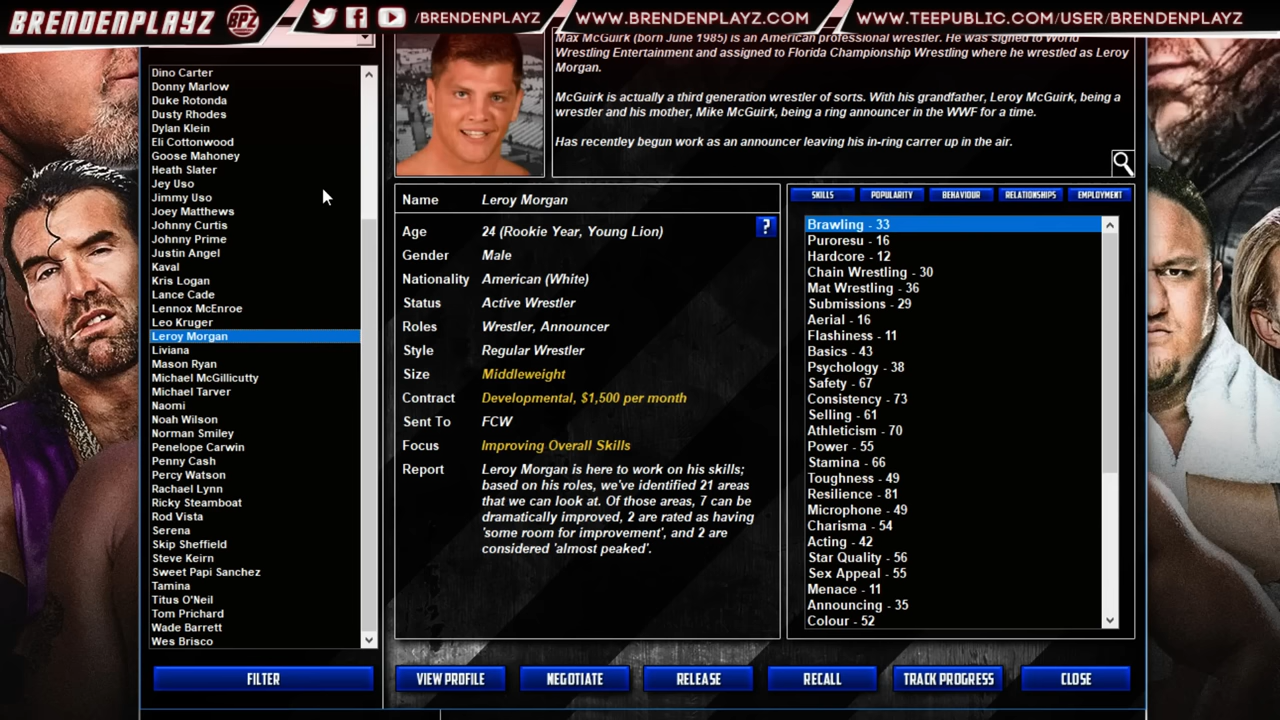 BRENDENPLAYZ BPZ /BRENDENPLAYZ WWW.BRENDENPLAYZ.COM WWW.TEEPUBLIC.COM/USER/BRENDENPLAYZ
Max McGuirk (born June 1985) is an American professional wrestler. He was signed to World
Wrestling Entertainment and assigned to Florida Championship Wrestling where he wrestled as Leroy
Morgan.
McGuirk is actually a third generation wrestler of sorts. With his grandfather, Leroy McGuirk, being a
wrestler and his mother, Mike McGuirk, being a ring announcer in the WWF for a time.
Has recently begun work as an announcer leaving his in-ring carrer up in the air.
Dino Carter
Donny Marlow
Duke Rotonda
Dusty Rhodes
Dylan Klein
Eli Cottonwood
Goose Mahoney
Heath Slater
Jey Uso
Jimmy Uso
Joey Matthews
Johnny Curtis
Johnny Prime
Justin Angel
Kaval
Kris Logan
Lance Cade
Lennox McEnroe
Leo Kruger
Leroy Morgan
Liviana
Mason Ryan
Michael McGillicutty
Michael Tarver
Naomi
Noah Wilson
Norman Smiley
Penelope Carwin
Penny Cash
Percy Watson
Rachael Lynn
Ricky Steamboat
Rod Vista
Serena
Skip Sheffield
Steve Keirn
Sweet Papi Sanchez
Tamina
Titus O'Neil
Tom Prichard
Wade Barrett
Wes Brisco
FILTER
Name Leroy Morgan
Age 24 (Rookie Year, Young Lion) ?
Gender Male
Nationality American (White)
Status Active Wrestler
Roles Wrestler, Announcer
Style Regular Wrestler
Size Middleweight
Contract Developmental, $1,500 per month
Sent To FCW
Focus Improving Overall Skills
Report Leroy Morgan is here to work on his skills;
based on his roles, we've identified 21 areas
that we can look at. Of those areas, 7 can be
dramatically improved, 2 are rated as having
'some room for improvement', and 2 are
considered 'almost peaked'.
SKILLS POPULARITY BEHAVIOUR RELATIONSHIPS EMPLOYMENT
Brawling - 33
Puroresu - 16
Hardcore - 12
Chain Wrestling - 30
Mat Wrestling - 36
Submissions - 29
Aerial - 16
Flashiness - 11
Basics - 43
Psychology - 38
Safety - 67
Consistency - 73
Selling - 61
Athleticism - 70
Power - 55
Stamina - 66
Toughness - 49
Resilience - 81
Microphone - 49
Charisma - 54
Acting - 42
Star Quality - 56
Sex Appeal - 55
Menace - 11
Announcing - 35
Colour - 52
VIEW PROFILE NEGOTIATE RELEASE RECALL TRACK PROGRESS CLOSE